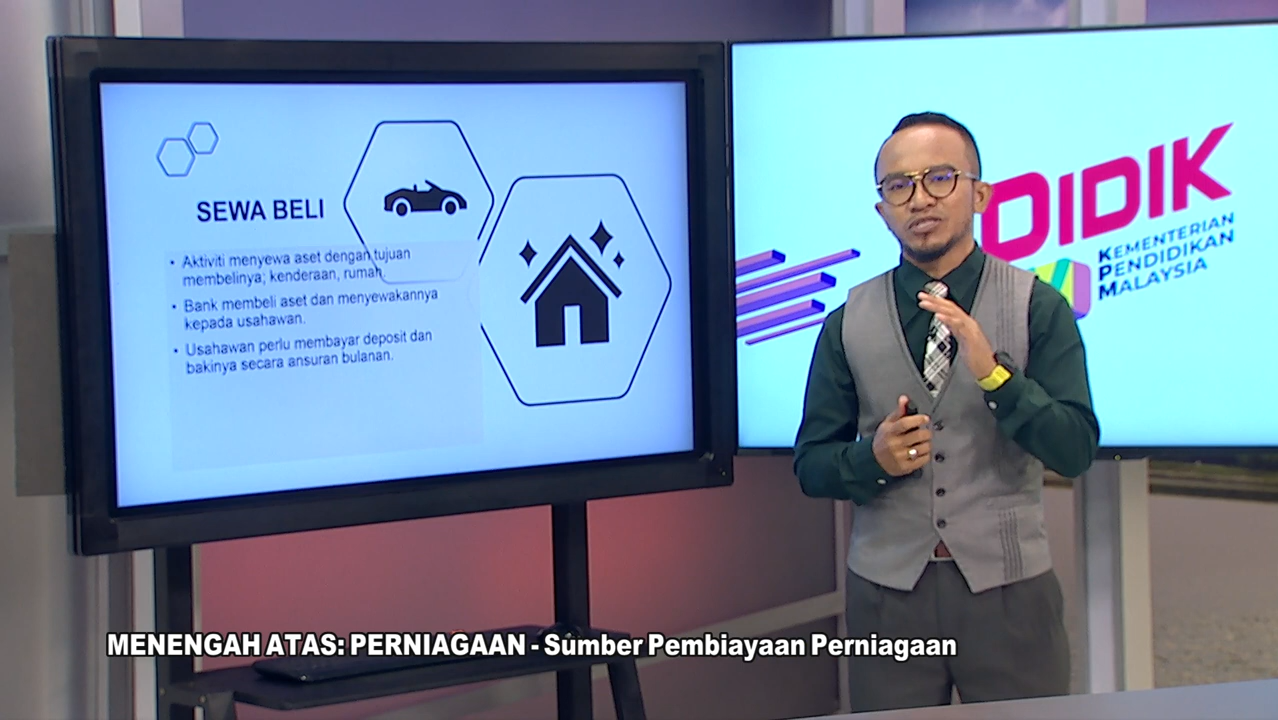 SEWA BELI
• Aktiviti menyewa aset dengan tujuan
membelinya; kenderaan, rumah.
• Bank membeli aset dan menyewakannya
kepada usahawan.
• Usahawan perlu membayar deposit dan
bakinya secara ansuran bulanan.
DIDIK
KEMENTERIAN
PENDIDIKAN
MALAYSIA
MENENGAH ATAS: PERNIAGAAN - Sumber Pembiayaan Perniagaan